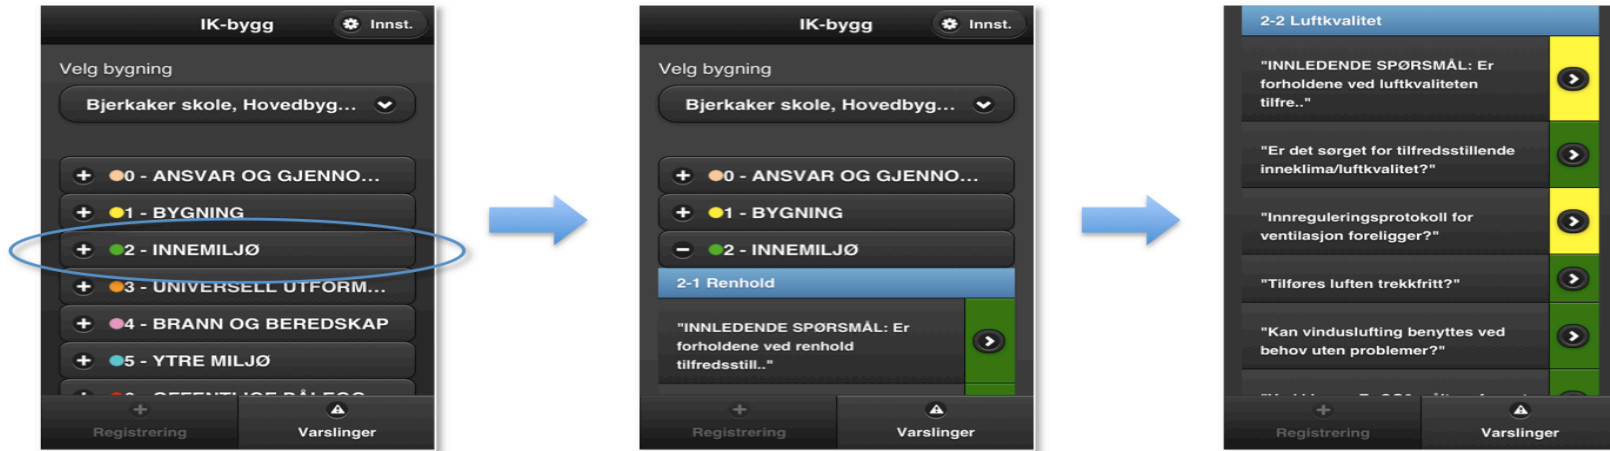 IK-bygg
Innst.
Velg bygning
Bjerkaker skole, Hovedbyg...
0 - ANSVAR OG GJENNO...
1 - BYGNING
2 - INNEMILJØ
3 - UNIVERSELL UTFORM...
4 - BRANN OG BEREDSKAP
5 - YTRE MILJØ
Registrering
Varslinger
IK-bygg
Innst.
Velg bygning
Bjerkaker skole, Hovedbyg...
0 - ANSVAR OG GJENNO...
1 - BYGNING
2 - INNEMILJØ
2-1 Renhold
"INNLEDENDE SPØRSMÅL: Er
forholdene ved renhold
tilfredsstill.."
Registrering
Varslinger
2-2 Luftkvalitet
"INNLEDENDE SPØRSMÅL: Er
forholdene ved luftkvaliteten
tilfre.."
"Er det sørget for tilfredsstillende
inneklima/luftkvalitet?"
"Innreguleringsprotokoll for
ventilasjon foreligger?"
"Tilføres luften trekkfritt?"
"Kan vinduslufting benyttes ved
behov uten problemer?"
Registrering
Varslinger